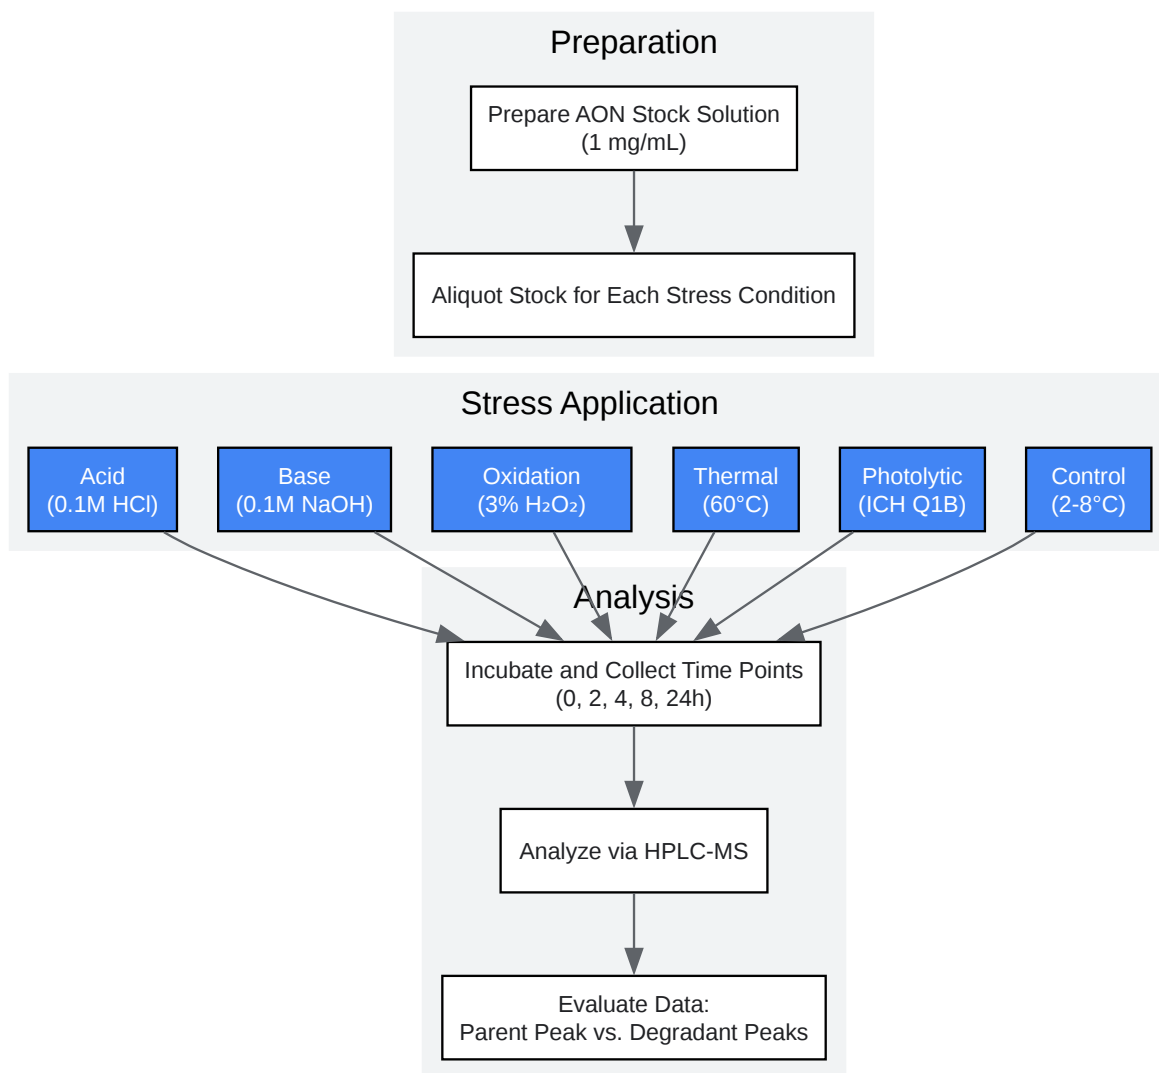 Preparation
Prepare AON Stock Solution
(1 mg/mL)
Aliquot Stock for Each Stress Condition
Stress Application
Acid
(0.1M HCl)
Base
(0.1M NaOH)
Oxidation
(3% H₂O₂)
Thermal
(60°C)
Photolytic
(ICH Q1B)
Control
(2-8°C)
Analysis
Incubate and Collect Time Points
(0, 2, 4, 8, 24h)
Analyze via HPLC-MS
Evaluate Data:
Parent Peak vs. Degradant Peaks